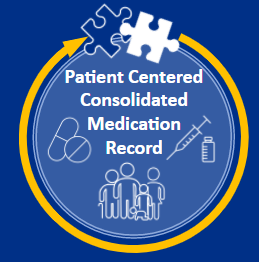 Patient Centered
Consolidated
Medication
Record